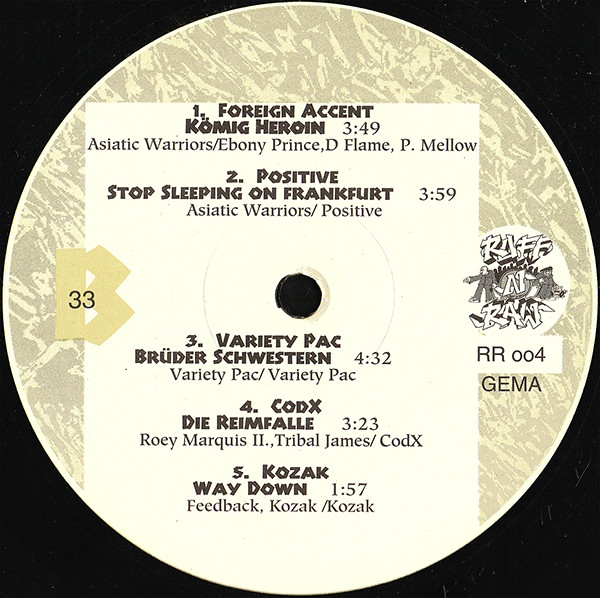 1. Foreign Accent
Kömig Heroin 3:49
Asiatic Warriors/Ebony Prince,D Flame, P. Mellow
2. Positive
Stop Sleeping on Frankfurt 3:59
Asiatic Warriors/ Positive
B
33
RUFF
N
RAW
RR oo4
GEMA
3. Variety Pac
Brüder Schwestern 4:32
Variety Pac/ Variety Pac
4. CodX
Die Reimfalle 3:23
Roey Marquis II.,Tribal James/ CodX
5. Kozak
Way Down 1:57
Feedback, Kozak /Kozak